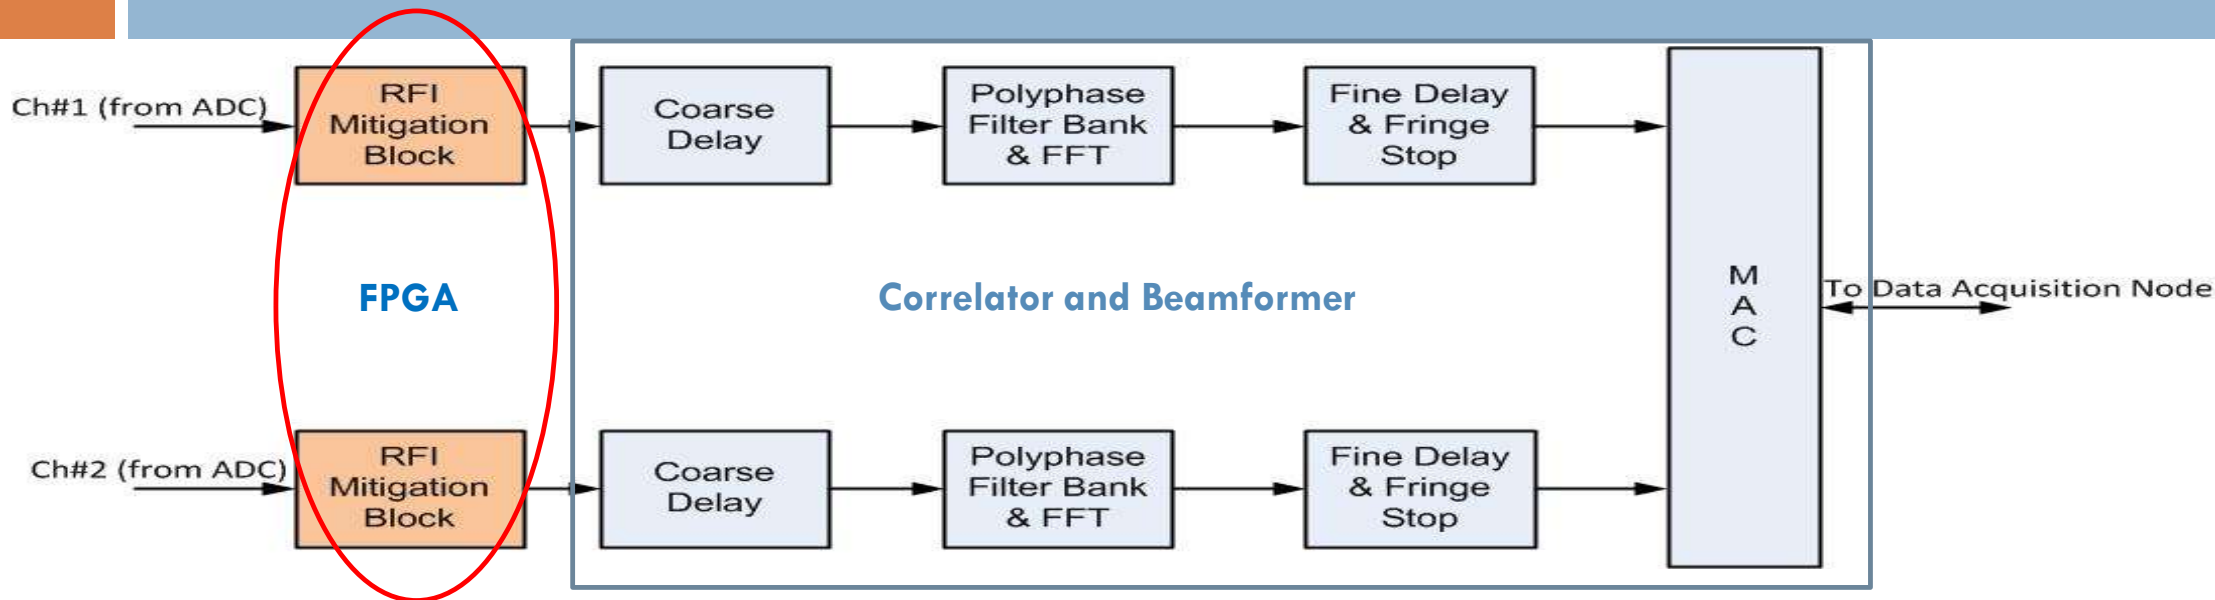 Ch#1 (from ADC)
RFI
Mitigation
Block
Coarse
Delay
Polyphase
Filter Bank
& FFT
Fine Delay
& Fringe
Stop
FPGA
Correlator and Beamformer
M
A
C
To Data Acquisition Node
Ch#2 (from ADC)
RFI
Mitigation
Block
Coarse
Delay
Polyphase
Filter Bank
& FFT
Fine Delay
& Fringe
Stop